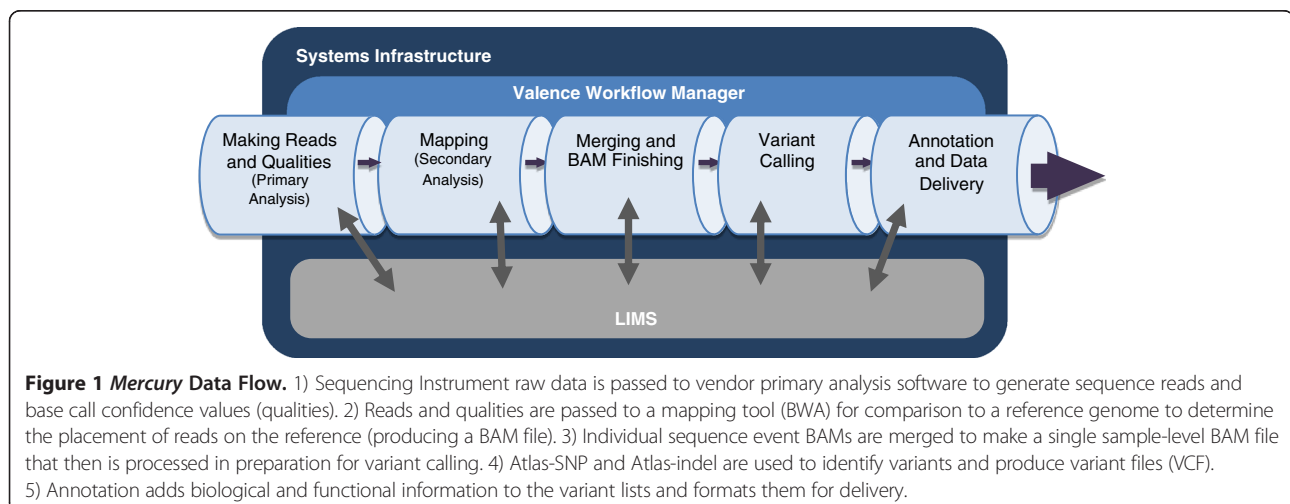 Systems Infrastructure
Valence Workflow Manager
Making Reads
and Qualities
(Primary
Analysis)
Mapping
(Secondary
Analysis)
Merging and
BAM Finishing
Variant
Calling
Annotation
and Data
Delivery
LIMS
Figure 1 Mercury Data Flow. 1) Sequencing Instrument raw data is passed to vendor primary analysis software to generate sequence reads and
base call confidence values (qualities). 2) Reads and qualities are passed to a mapping tool (BWA) for comparison to a reference genome to determine
the placement of reads on the reference (producing a BAM file). 3) Individual sequence event BAMs are merged to make a single sample-level BAM file
that then is processed in preparation for variant calling. 4) Atlas-SNP and Atlas-indel are used to identify variants and produce variant files (VCF).
5) Annotation adds biological and functional information to the variant lists and formats them for delivery.